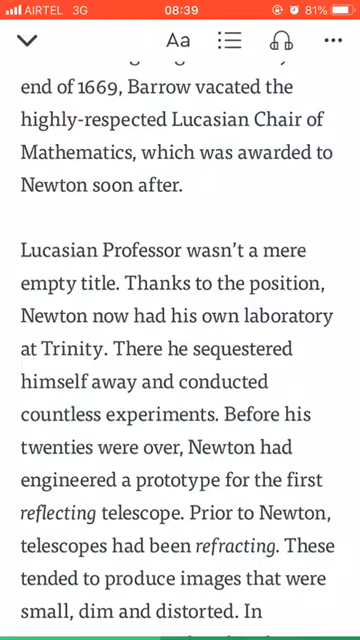 AIRTEL 3G 08:39 81%
Aa
end of 1669, Barrow vacated the
highly-respected Lucasian Chair of
Mathematics, which was awarded to
Newton soon after.
Lucasian Professor wasn't a mere
empty title. Thanks to the position,
Newton now had his own laboratory
at Trinity. There he sequestered
himself away and conducted
countless experiments. Before his
twenties were over, Newton had
engineered a prototype for the first
reflecting telescope. Prior to Newton,
telescopes had been refracting. These
tended to produce images that were
small, dim and distorted. In